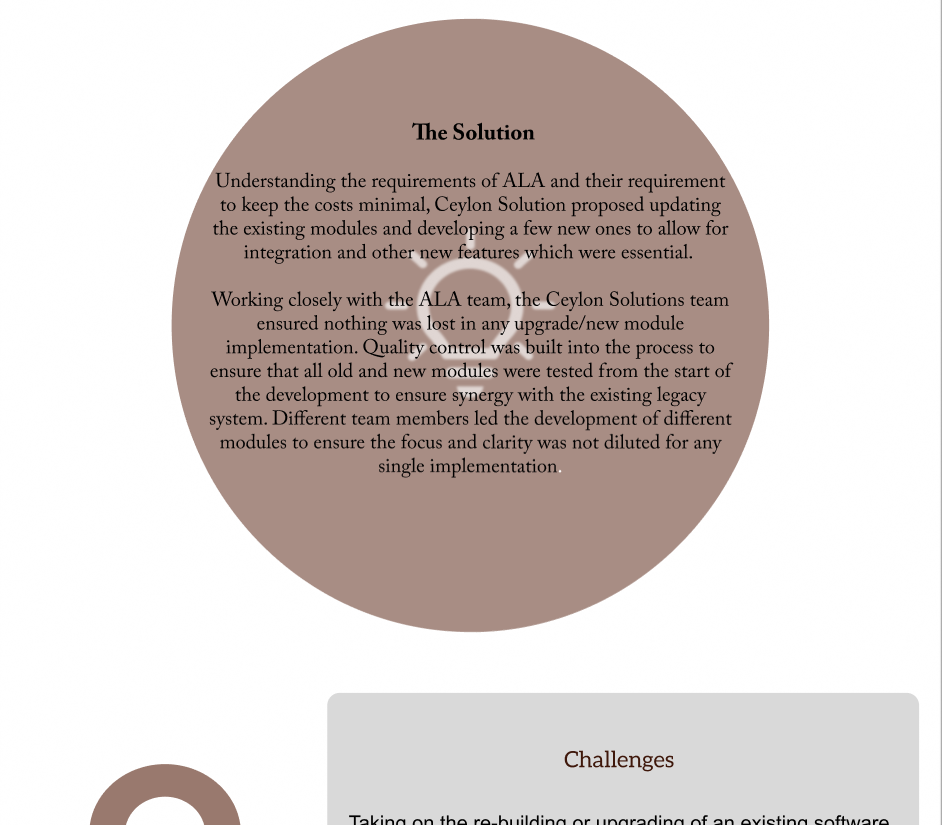 The Solution
Understanding the requirements of ALA and their requirement
to keep the costs minimal, Ceylon Solution proposed updating
the existing modules and developing a few new ones to allow for
integration and other new features which were essential.
Working closely with the ALA team, the Ceylon Solutions team
ensured nothing was lost in any upgrade/new module
implementation. Quality control was built into the process to
ensure that all old and new modules were tested from the start of
the development to ensure synergy with the existing legacy
system. Different team members led the development of different
modules to ensure the focus and clarity was not diluted for any
single implementation.
Challenges
Taking on the re-building or upgrading of an existing software